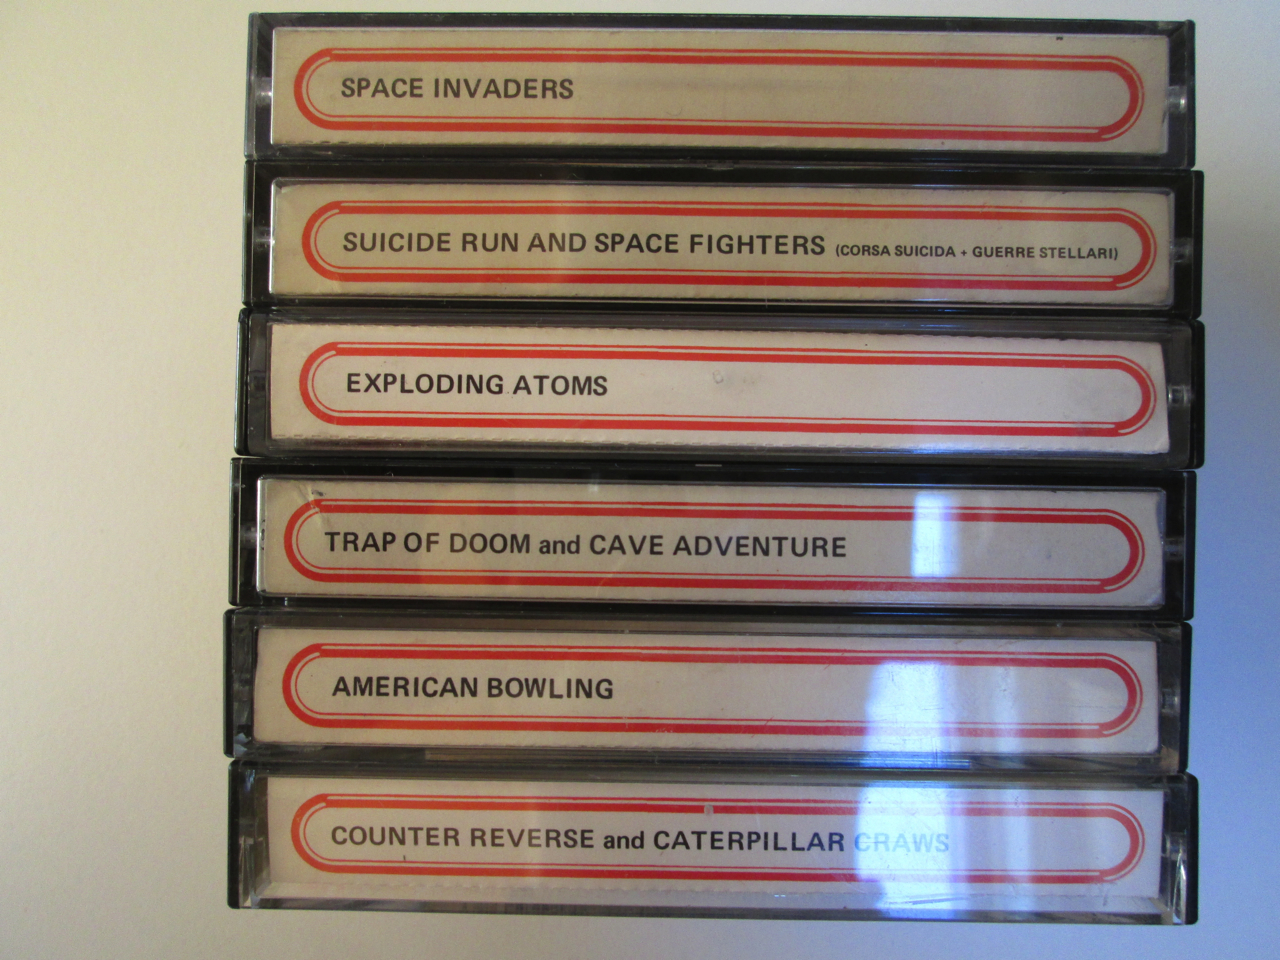 SPACE INVADERS
SUICIDE RUN AND SPACE FIGHTERS (CORSA SUICIDA + GUERRE STELLARI)
EXPLODING ATOMS
TRAP OF DOOM and CAVE ADVENTURE
AMERICAN BOWLING
COUNTER REVERSE and CATERPILLAR CRAWS